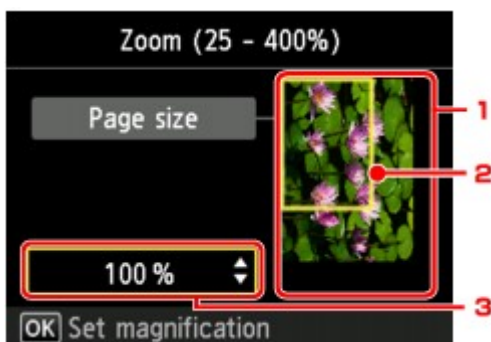 Zoom (25 - 400%)
Page size
1
2
100 %
3
OK Set magnification